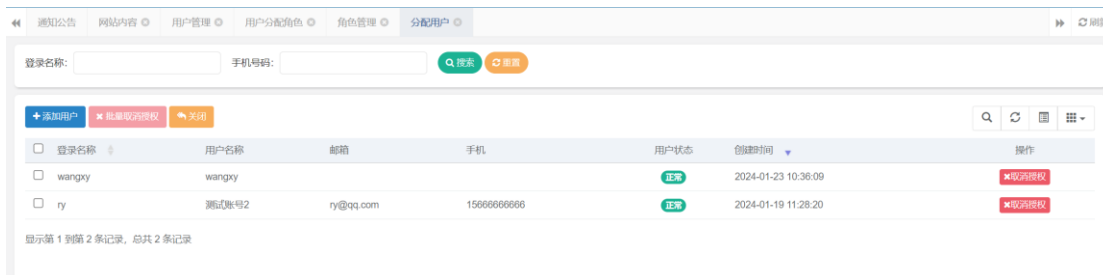 通知公告 网站内容 用户管理 用户分配角色 角色管理 分配用户
登录名称: 手机号码: 搜索 重置
添加用户 批量取消授权 关闭
登录名称 用户名称 邮箱 手机 用户状态 创建时间 操作
wangxy wangxy 正常 2024-01-23 10:36:09 取消授权
ry 测试账号2 ry@qq.com 15666666666 正常 2024-01-19 11:28:20 取消授权
显示第 1 到第 2 条记录，总共 2 条记录